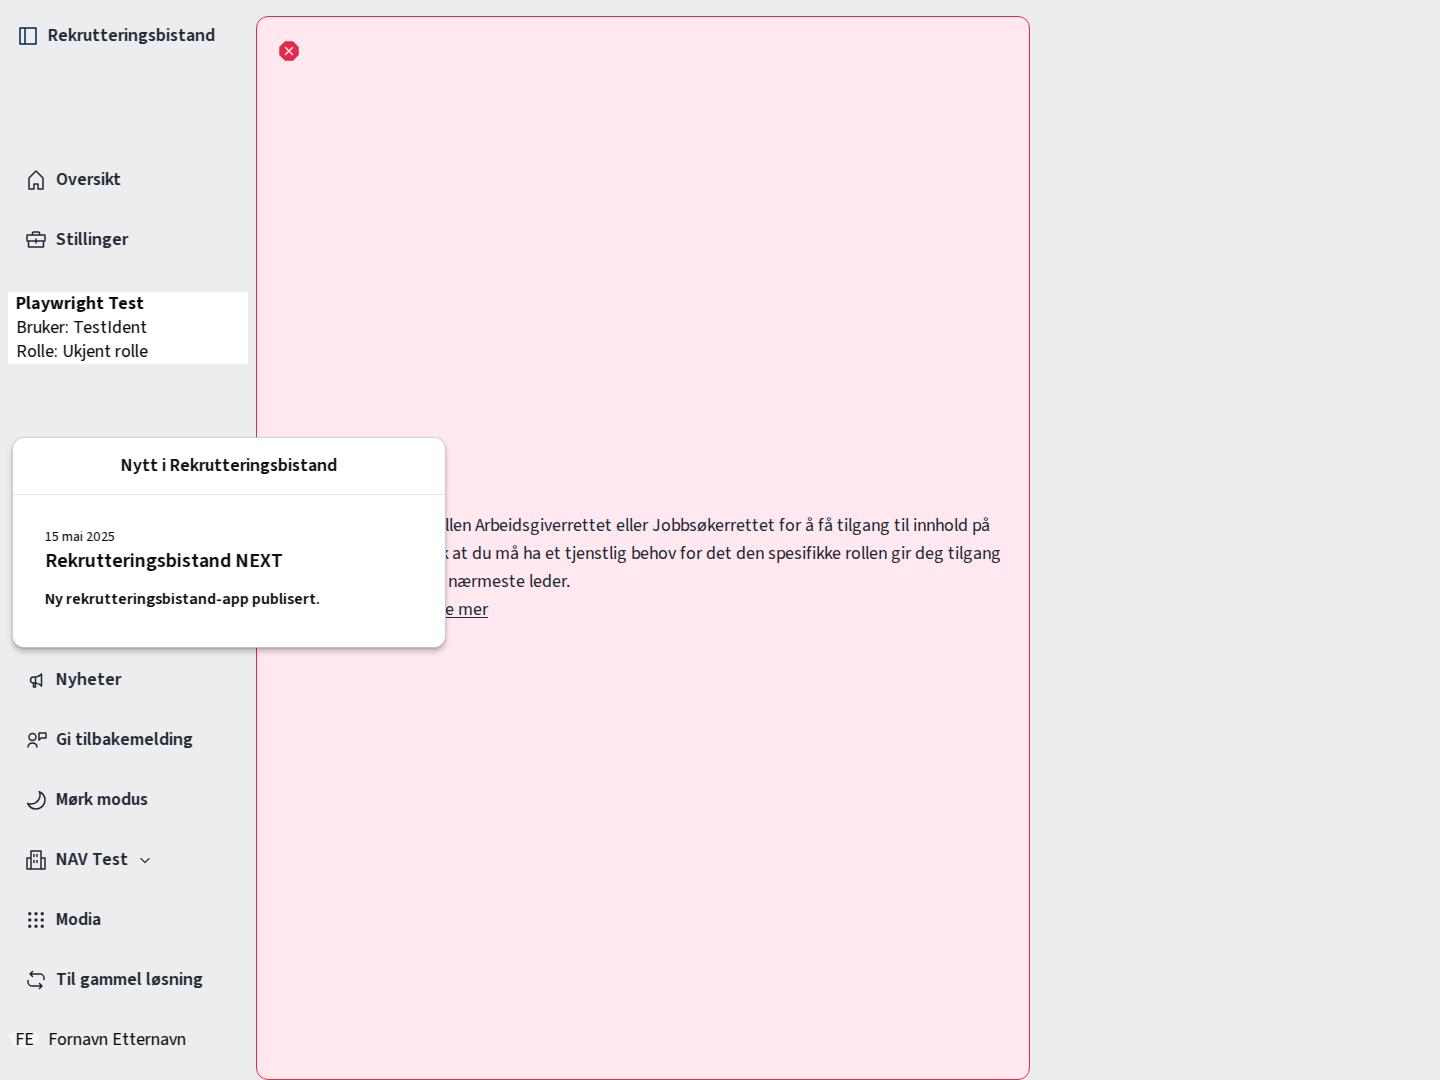 Rekrutteringsbistand
Oversikt
Stillinger
Playwright Test
Bruker: TestIdent
Rolle: Ukjent rolle
Nytt i Rekrutteringsbistand
15 mai 2025
Rekrutteringsbistand NEXT
Ny rekrutteringsbistand-app publisert.
Arbeidsgiverrettet eller Jobbsøkerrettet for å få tilgang til innhold på
at du må ha et tjenstlig behov for det den spesifikke rollen gir deg tilgang
nærmeste leder.
mer
Nyheter
Gi tilbakemelding
Mørk modus
NAV Test
Modia
Til gammel løsning
FE Fornavn Etternavn